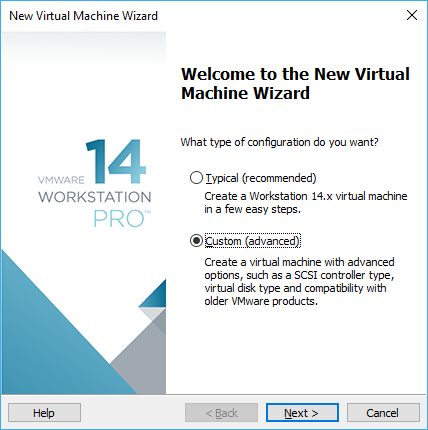 New Virtual Machine Wizard
Welcome to the New Virtual
Machine Wizard
VMWARE 14
WORKSTATION
PRO™
What type of configuration do you want?
Typical (recommended)
Create a Workstation 14.x virtual machine
in a few easy steps.
Custom (advanced)
Create a virtual machine with advanced
options, such as a SCSI controller type,
virtual disk type and compatibility with
older VMware products.
Help
< Back
Next >
Cancel